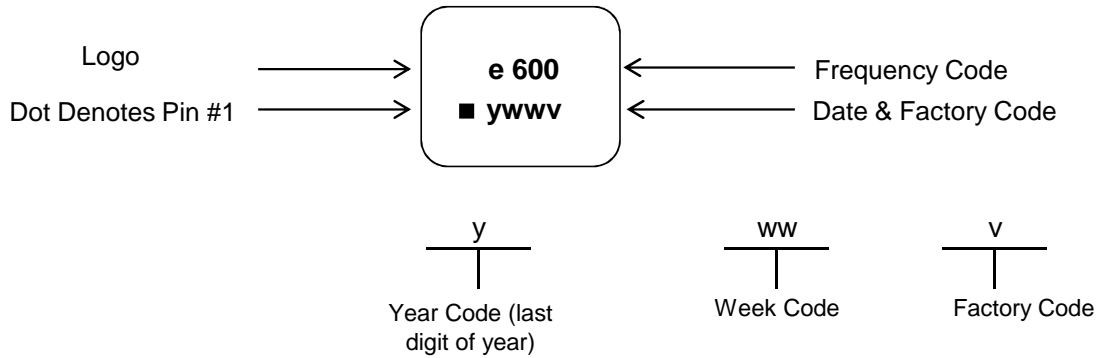 Logo
e 600
Frequency Code
Dot Denotes Pin #1
■ ywwv
Date & Factory Code
y
ww
v
Year Code (last
digit of year)
Week Code
Factory Code